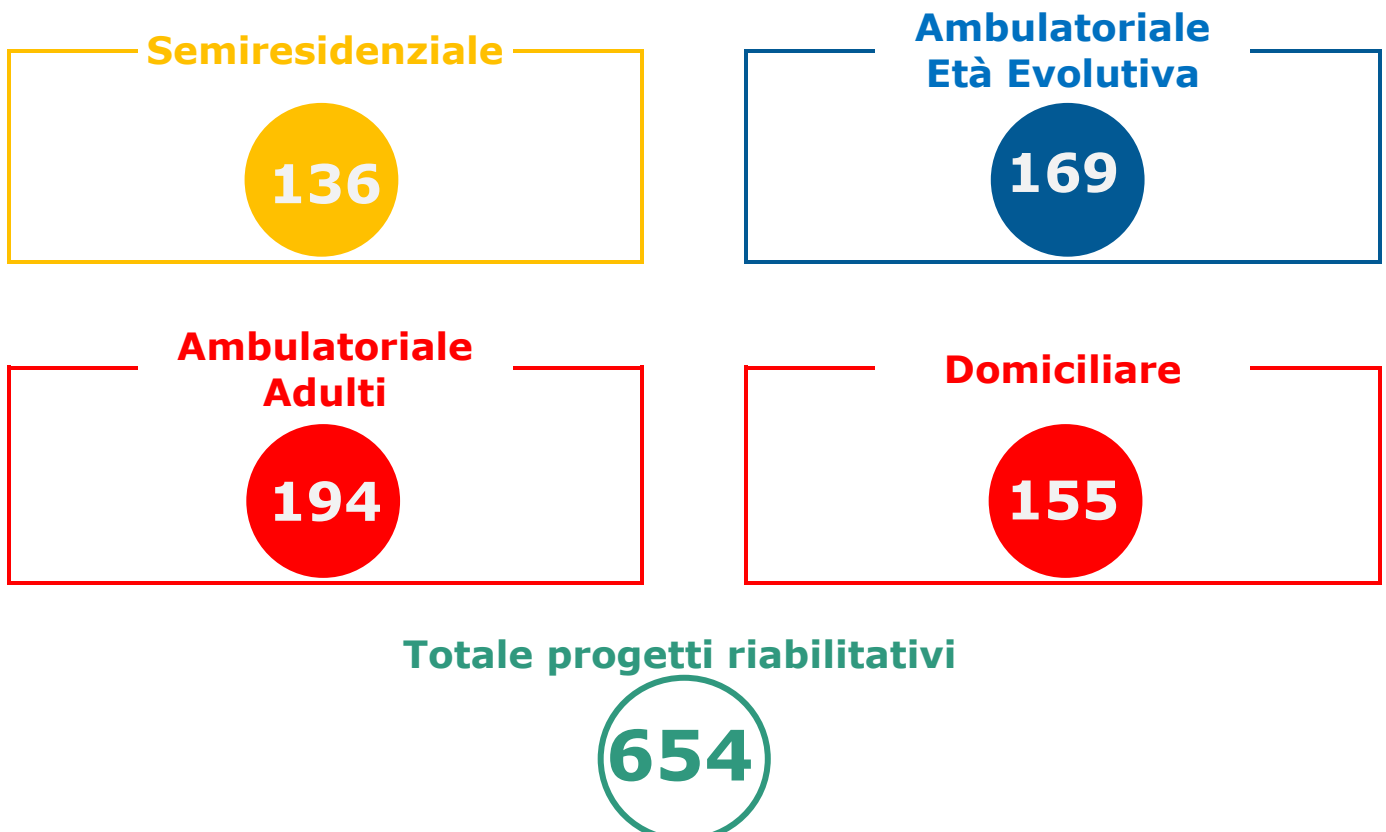 Semiresidenziale
136
Ambulatoriale
Età Evolutiva
169
Ambulatoriale
Adulti
194
Domiciliare
155
Totale progetti riabilitativi
654